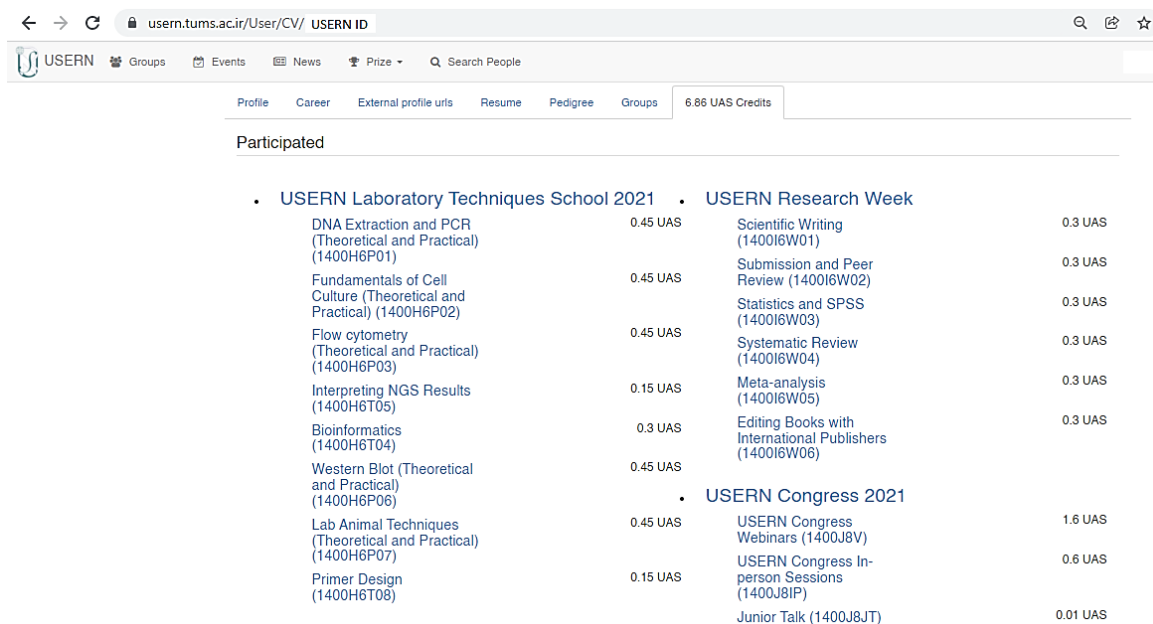 usern.tums.ac.ir/User/CV/ USERN ID
USERN Groups Events News Prize Search People
Profile Career External profile urls Resume Pedigree Groups 6.86 UAS Credits
Participated
USERN Laboratory Techniques School 2021
DNA Extraction and PCR 0.45 UAS
(Theoretical and Practical)
(1400H6P01)
Fundamentals of Cell 0.45 UAS
Culture (Theoretical and
Practical) (1400H6P02)
Flow cytometry 0.45 UAS
(Theoretical and Practical)
(1400H6P03)
Interpreting NGS Results 0.15 UAS
(1400H6T05)
Bioinformatics 0.3 UAS
(1400H6T04)
Western Blot (Theoretical 0.45 UAS
and Practical)
(1400H6P06)
Lab Animal Techniques 0.45 UAS
(Theoretical and Practical)
(1400H6P07)
Primer Design 0.15 UAS
(1400H6T08)
USERN Research Week
Scientific Writing 0.3 UAS
(1400I6W01)
Submission and Peer 0.3 UAS
Review (1400I6W02)
Statistics and SPSS 0.3 UAS
(1400I6W03)
Systematic Review 0.3 UAS
(1400I6W04)
Meta-analysis 0.3 UAS
(1400I6W05)
Editing Books with 0.3 UAS
International Publishers
(1400I6W06)
USERN Congress 2021
USERN Congress 1.6 UAS
Webinars (1400J8V)
USERN Congress In- 0.6 UAS
person Sessions
(1400J8IP)
Junior Talk (1400J8JT) 0.01 UAS